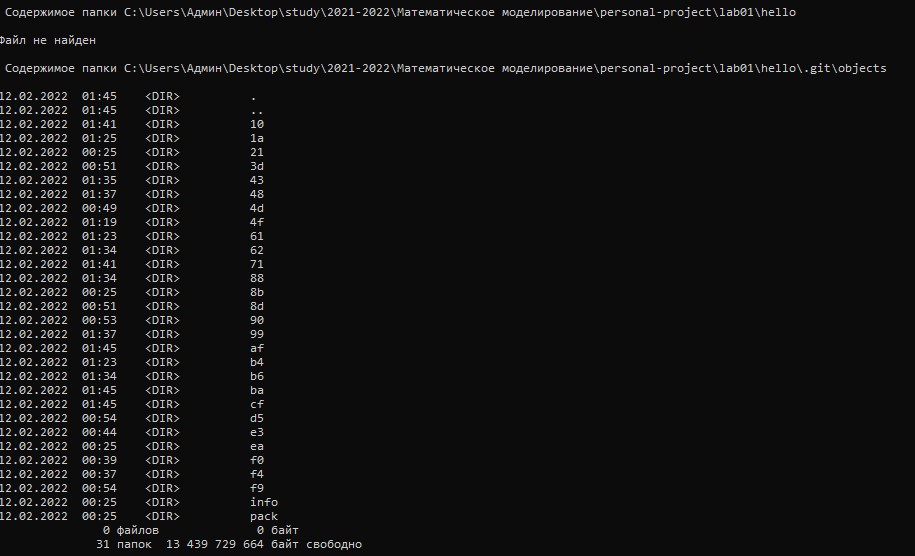 Содержимое папки C:\Users\Админ\Desktop\study\2021-2022\Математическое моделирование\personal-project\lab01\hello
Файл не найден
Содержимое папки C:\Users\Админ\Desktop\study\2021-2022\Математическое моделирование\personal-project\lab01\hello\.git\objects
12.02.2022  01:45    <DIR>          .
12.02.2022  01:45    <DIR>          ..
12.02.2022  01:41    <DIR>          10
12.02.2022  01:25    <DIR>          1a
12.02.2022  00:25    <DIR>          21
12.02.2022  00:51    <DIR>          3d
12.02.2022  01:35    <DIR>          43
12.02.2022  01:37    <DIR>          48
12.02.2022  00:49    <DIR>          4d
12.02.2022  01:19    <DIR>          4f
12.02.2022  01:23    <DIR>          61
12.02.2022  01:34    <DIR>          62
12.02.2022  01:41    <DIR>          71
12.02.2022  01:34    <DIR>          88
12.02.2022  00:25    <DIR>          8b
12.02.2022  00:51    <DIR>          8d
12.02.2022  00:53    <DIR>          90
12.02.2022  01:37    <DIR>          99
12.02.2022  01:45    <DIR>          af
12.02.2022  01:23    <DIR>          b4
12.02.2022  01:34    <DIR>          b6
12.02.2022  01:45    <DIR>          ba
12.02.2022  01:45    <DIR>          cf
12.02.2022  00:54    <DIR>          d5
12.02.2022  00:44    <DIR>          e3
12.02.2022  00:25    <DIR>          ea
12.02.2022  00:39    <DIR>          f0
12.02.2022  00:37    <DIR>          f4
12.02.2022  00:54    <DIR>          f9
12.02.2022  00:25    <DIR>          info
12.02.2022  00:25    <DIR>          pack
0 файлов              0 байт
31 папок  13 439 729 664 байт свободно